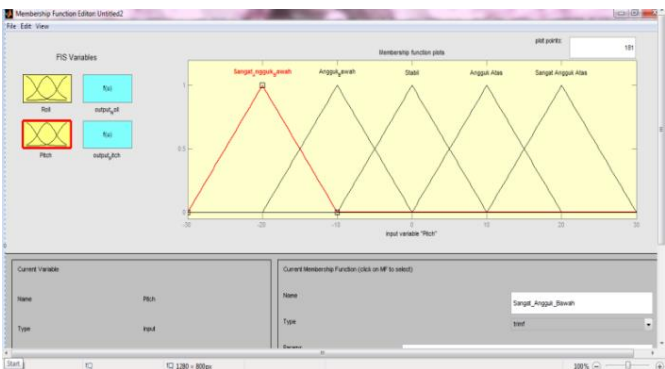 Membership Function Editor: Untitled2
File Edit View
FIS Variables
Membership function plots
plot points:
181
f(u)
f(u)
Roll
output_roll
Pitch
output_pitch
Sangat_Angguk_Bawah
Angguk_Bawah
Stabil
Angguk Atas
Sangat Angguk Atas
1
0.5
0
-30
-20
-10
0
10
20
30
input variable "Pitch"
Current Variable
Name
Pitch
Type
input
Current Membership Function (click on MF to select)
Name
Sangat_Angguk_Bawah
Type
trimf
Params
Start
1280 × 800px
100%